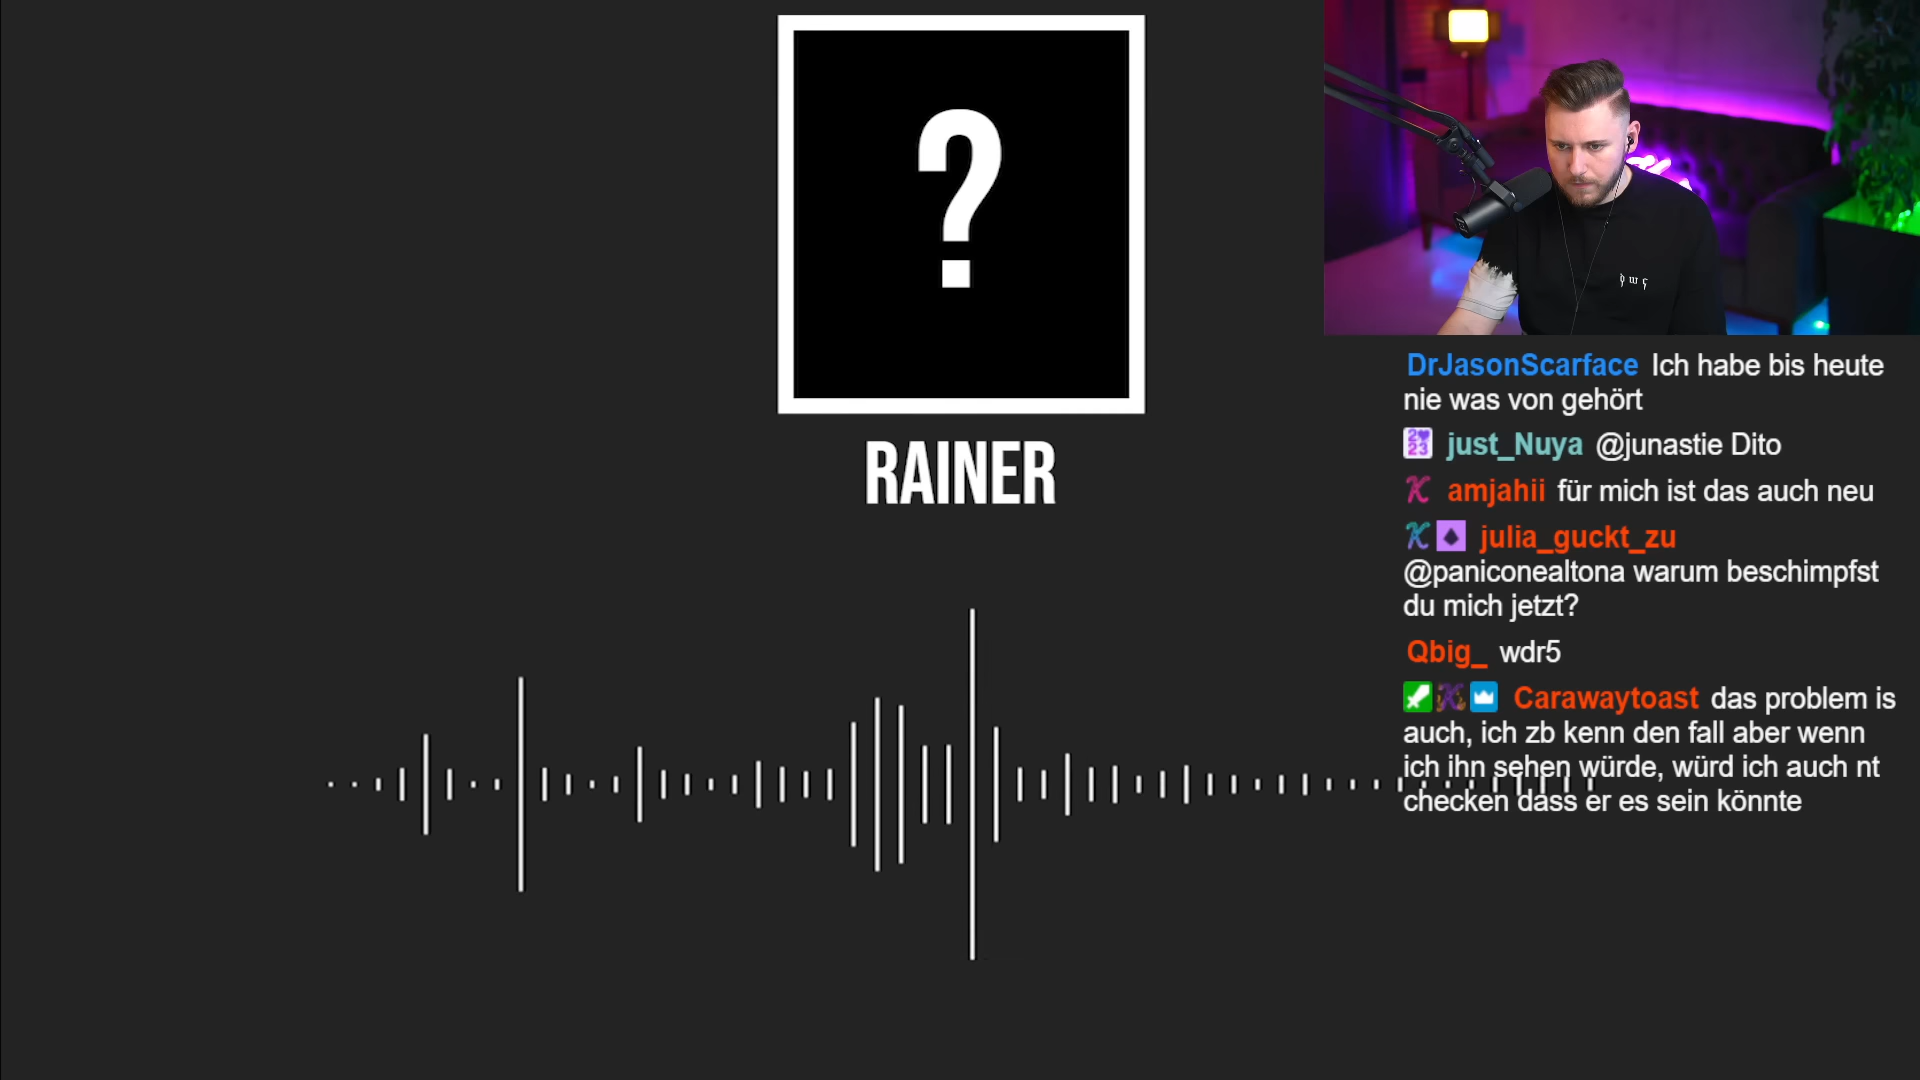 ?
RAINER
DrJasonScarface Ich habe bis heute
nie was von gehört
just_Nuya @junastie Dito
amjahii für mich ist das auch neu
julia_guckt_zu
@paniconealtona warum beschimpfst
du mich jetzt?
Qbig_ wdr5
Carawaytoast das problem is
auch, ich zb kenn den fall aber wenn
ich ihn sehen würde, würd ich auch nt
checken dass er es sein könnte